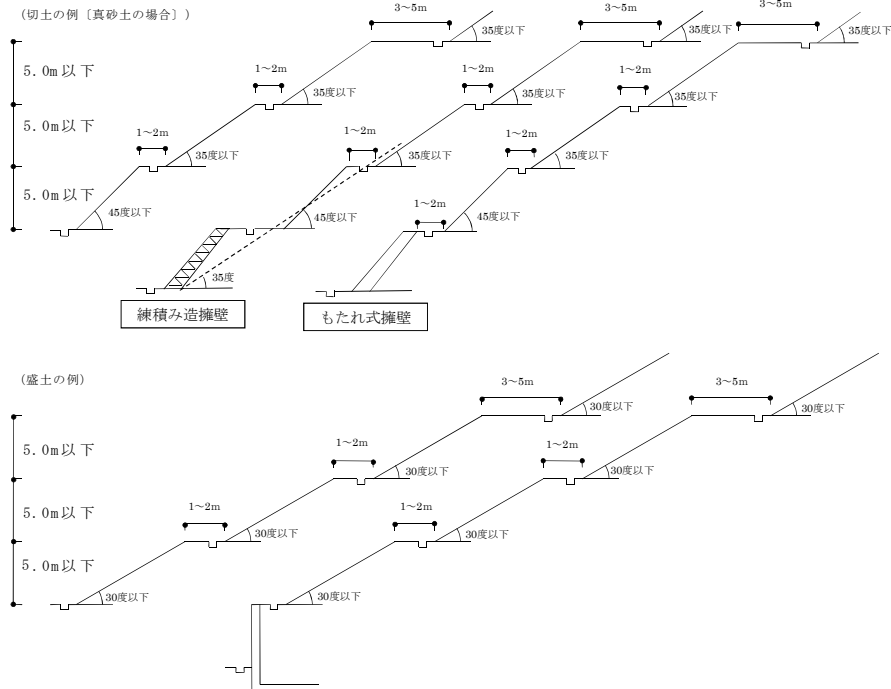 (切土の例〔真砂土の場合〕)
3～5m
3～5m
3～5m
35度以下
35度以下
35度以下
5.0m以下
1～2m
1～2m
1～2m
35度以下
35度以下
35度以下
5.0m以下
1～2m
1～2m
1～2m
35度以下
35度以下
35度以下
5.0m以下
45度以下
45度以下
1～2m
45度以下
35度
練積み造擁壁
もたれ式擁壁
(盛土の例)
3～5m
3～5m
30度以下
30度以下
5.0m以下
1～2m
1～2m
30度以下
30度以下
5.0m以下
1～2m
1～2m
30度以下
30度以下
5.0m以下
30度以下
30度以下